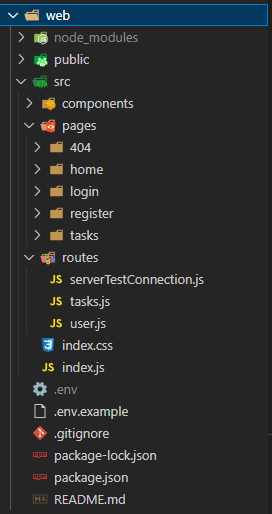 web
node_modules
public
src
components
pages
404
home
login
register
tasks
routes
JS serverTestConnection.js
JS tasks.js
JS user.js
index.css
JS index.js
.env
.env.example
.gitignore
package-lock.json
package.json
README.md